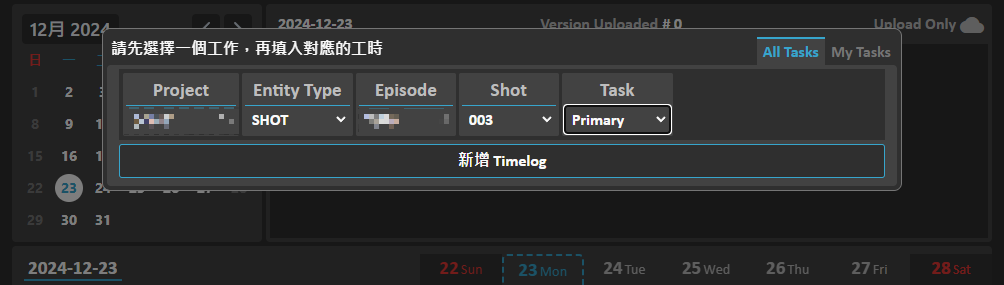 12月 2024
2024-12-23 Version Uploaded # 0 Upload Only
請先選擇一個工作，再填入對應的工時
All Tasks My Tasks
日 一
Project Entity Type Episode Shot Task
SHOT 003 Primary
1 2 3
8 9 10
15 16
新增 Timelog
22 23 24 25 26 27 28
29 30 31
2024-12-23 22 Sun 23 Mon 24 Tue 25 Wed 26 Thu 27 Fri 28 Sat